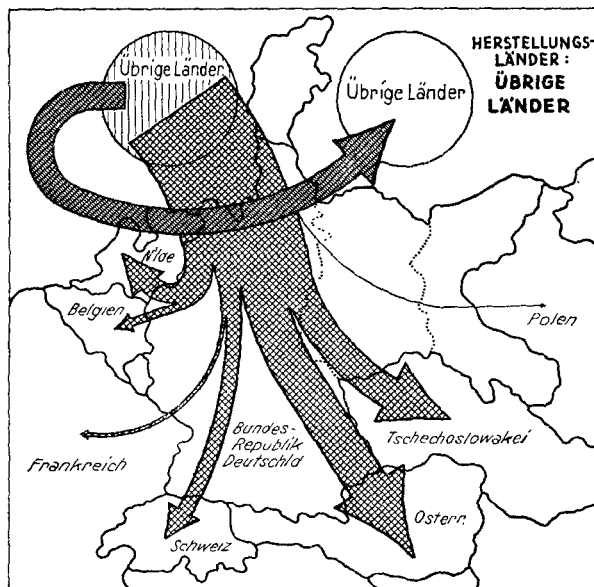 HERSTELLUNGS-
LÄNDER:
ÜBRIGE
LÄNDER
Übrige Länder
Übrige Länder
N'lde
Belgien
Polen
Frankreich
Bundes-
Republik
Deutschld
Tschechoslowakei
Schweiz
Österr.